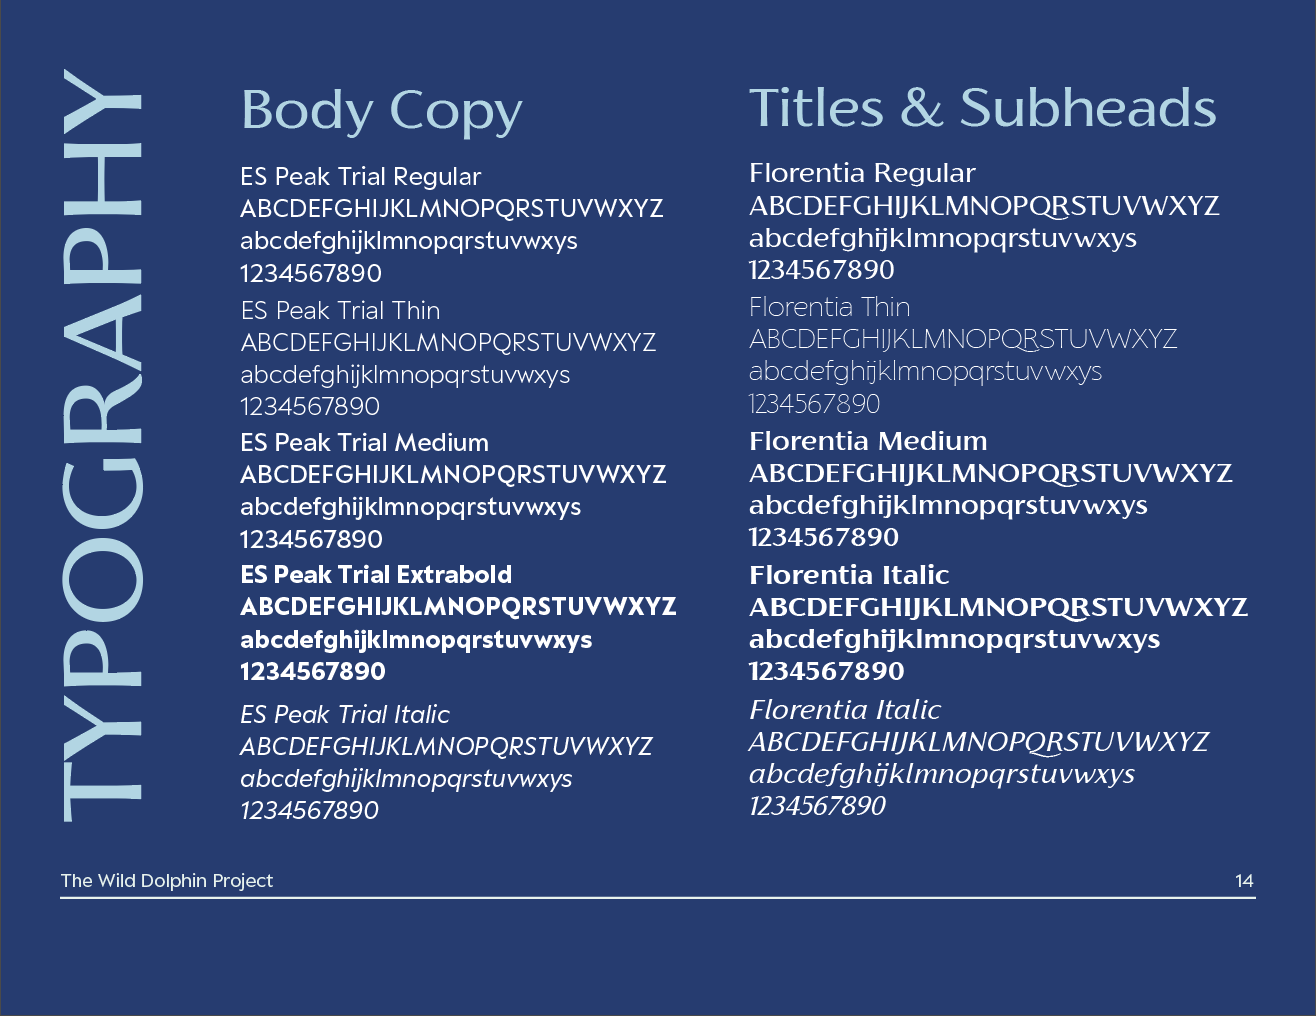 TYPOGRAPHY
Body Copy
ES Peak Trial Regular
ABCDEFGHIJKLMNOPQRSTUVWXYZ
abcdefghijklmnopqrstuvwxys
1234567890
ES Peak Trial Thin
ABCDEFGHIJKLMNOPQRSTUVWXYZ
abcdefghijklmnopqrstuvwxys
1234567890
ES Peak Trial Medium
ABCDEFGHIJKLMNOPQRSTUVWXYZ
abcdefghijklmnopqrstuvwxys
1234567890
ES Peak Trial Extrabold
ABCDEFGHIJKLMNOPQRSTUVWXYZ
abcdefghijklmnopqrstuvwxys
1234567890
ES Peak Trial Italic
ABCDEFGHIJKLMNOPQRSTUVWXYZ
abcdefghijklmnopqrstuvwxys
1234567890
Titles & Subheads
Florentia Regular
ABCDEFGHIJKLMNOPQRSTUVWXYZ
abcdefghijklmnopqrstuvwxys
1234567890
Florentia Thin
ABCDEFGHIJKLMNOPQRSTUVWXYZ
abcdefghijklmnopqrstuvwxys
1234567890
Florentia Medium
ABCDEFGHIJKLMNOPQRSTUVWXYZ
abcdefghijklmnopqrstuvwxys
1234567890
Florentia Italic
ABCDEFGHIJKLMNOPQRSTUVWXYZ
abcdefghijklmnopqrstuvwxys
1234567890
Florentia Italic
ABCDEFGHIJKLMNOPQRSTUVWXYZ
abcdefghijklmnopqrstuvwxys
1234567890
The Wild Dolphin Project
14